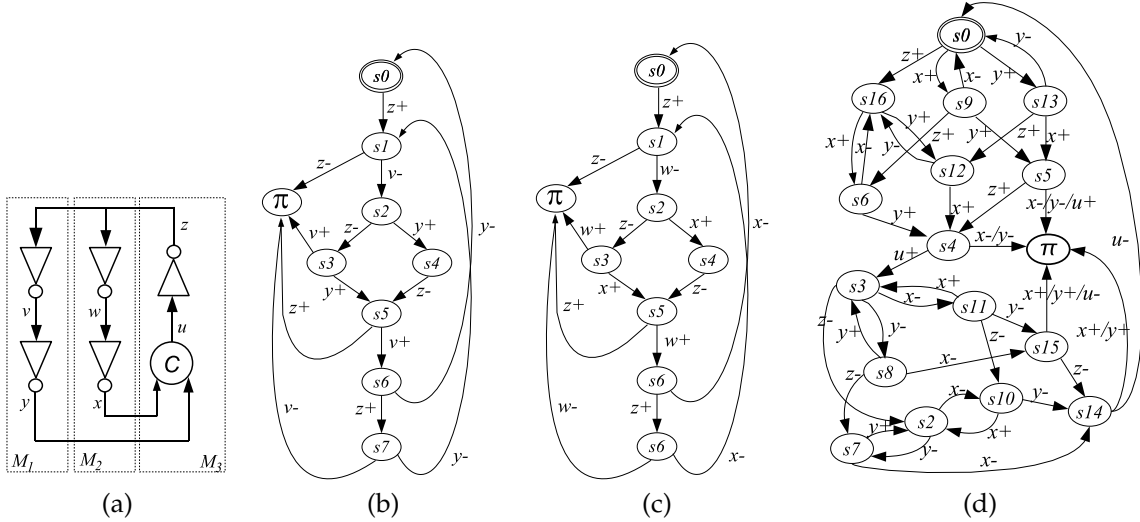 z
v
w
u
y
x
C
M1
M2
M3
(a)
s0
z+
s1
z-
v-
π
s2
v+
z-
y+
s3
s4
y+
z-
z+
s5
v+
s6
z+
v-
s7
y-
y-
(b)
s0
z+
s1
z-
w-
π
s2
w+
z-
x+
s3
s4
x+
z-
z+
s5
w+
s6
z+
w-
s6
x-
x-
(c)
s0
z+
x+
x-
y+
y-
s16
s9
s13
x+
x-
y+
y-
z+
y+
z+
x+
s12
s5
s6
y+
x+
z+
x-/y-/u+
s4
x-/y-
π
u+
u-
s3
x+
x-
s11
x+/y+/u-
z-
y+
y-
y-
x+/y+
s8
x-
z-
s15
z-
z-
s10
x-
y-
s14
s2
x+
y+
y-
s7
x-
(d)